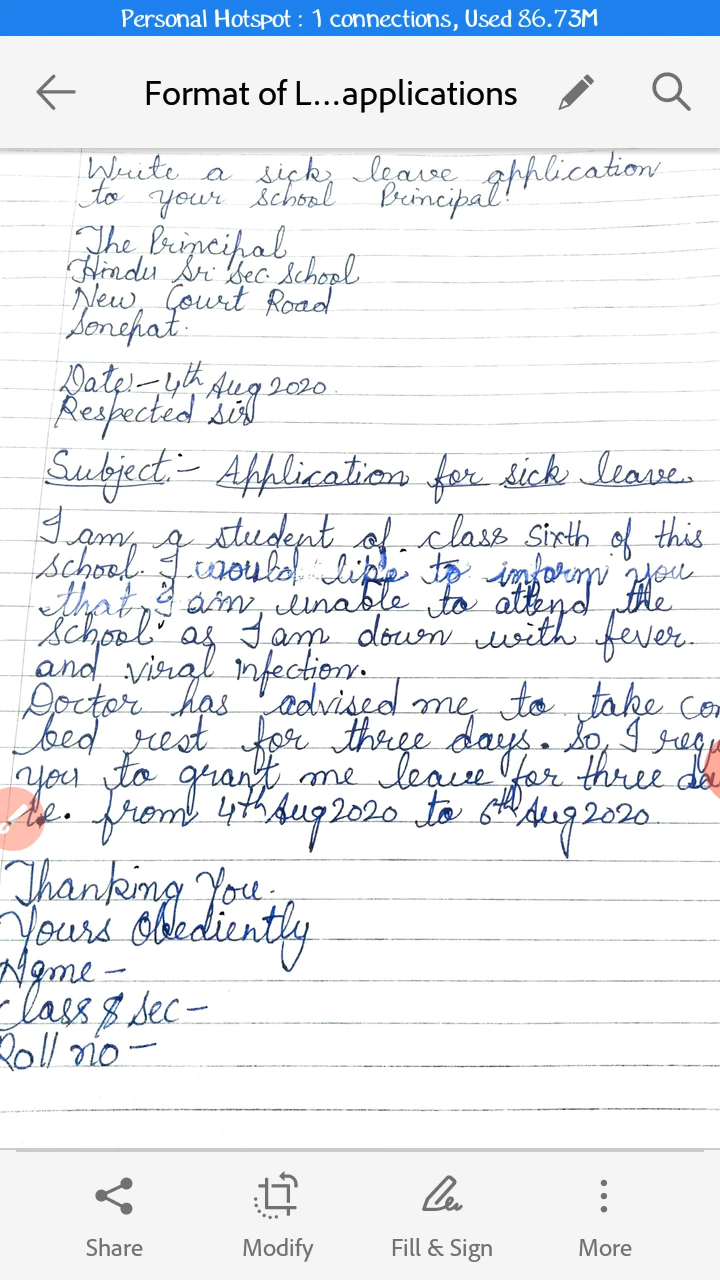 Personal Hotspot : 1 connections, Used 86.73M
Format of L...applications
Write a sick leave application
to your school Principal.
The Principal
Hindu Sr. Sec. School
New Court Road
Sonepat.
Date:- 4th Aug 2020.
Respected sir
Subject:- Application for sick leave.
I am a student of class sixth of this
school. I would like to inform you
that I am unable to attend the
school as I am down with fever.
and viral infection.
Doctor has advised me to take
bed rest for three days. So, I
you to grant me leave for three
i.e. from 4th Aug 2020 to 6th Aug 2020.
Thanking You.
Yours Obediently
Name -
Class & Sec -
Roll no -
Share
Modify
Fill & Sign
More